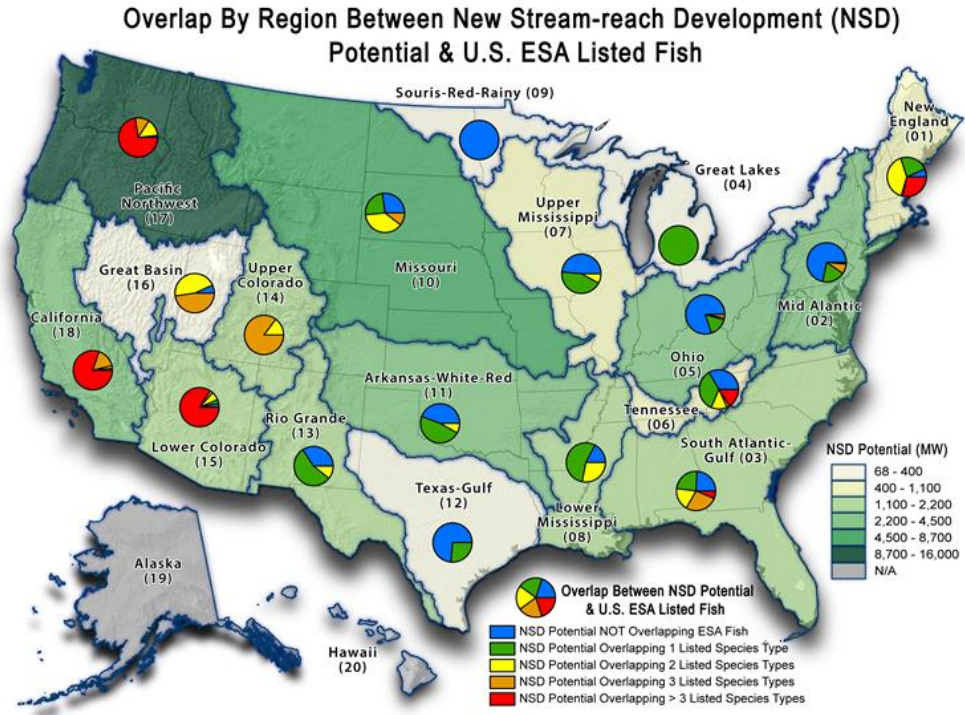 Overlap By Region Between New Stream-reach Development (NSD)
Potential & U.S. ESA Listed Fish
Souris-Red-Rainy (09)
New
England
(01)
Great Lakes
(04)
Pacific
Northwest
(17)
Upper
Mississippi
(07)
Great Basin
(16)
Upper
Colorado
(14)
Missouri
(10)
Mid Alantic
(02)
California
(18)
Ohio
(05)
Arkansas-White-Red
(11)
Tennessee
(06)
Rio Grande
(13)
Lower Colorado
(15)
South Atlantic-
Gulf (03)
Texas-Gulf
(12)
Lower
Mississippi
(08)
NSD Potential (MW)
68 - 400
400 - 1,100
1,100 - 2,200
2,200 - 4,500
4,500 - 8,700
8,700 - 16,000
N/A
Alaska
(19)
Hawaii
(20)
Overlap Between NSD Potential
& U.S. ESA Listed Fish
NSD Potential NOT Overlapping ESA Fish
NSD Potential Overlapping 1 Listed Species Type
NSD Potential Overlapping 2 Listed Species Types
NSD Potential Overlapping 3 Listed Species Types
NSD Potential Overlapping > 3 Listed Species Types